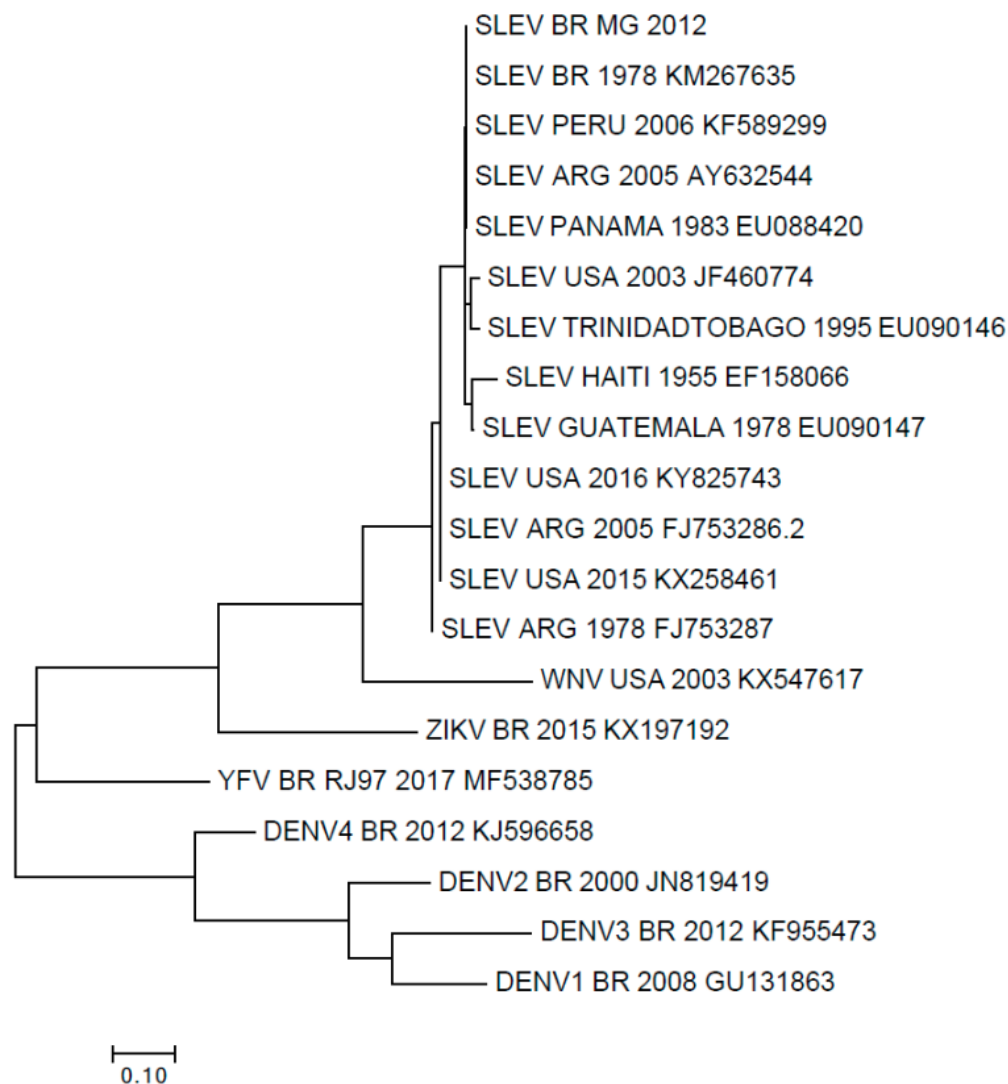 SLEV BR MG 2012
SLEV BR 1978 KM267635
SLEV PERU 2006 KF589299
SLEV ARG 2005 AY632544
SLEV PANAMA 1983 EU088420
SLEV USA 2003 JF460774
SLEV TRINIDADTOBAGO 1995 EU090146
SLEV HAITI 1955 EF158066
SLEV GUATEMALA 1978 EU090147
SLEV USA 2016 KY825743
SLEV ARG 2005 FJ753286.2
SLEV USA 2015 KX258461
SLEV ARG 1978 FJ753287
WNV USA 2003 KX547617
ZIKV BR 2015 KX197192
YFV BR RJ97 2017 MF538785
DENV4 BR 2012 KJ596658
DENV2 BR 2000 JN819419
DENV3 BR 2012 KF955473
DENV1 BR 2008 GU131863
0.10